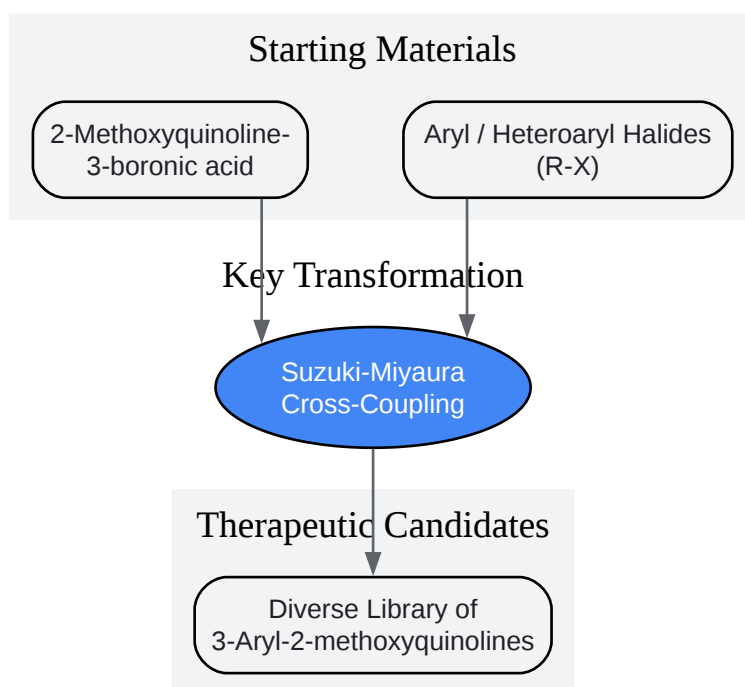 Starting Materials
2-Methoxyquinoline-
3-boronic acid
Aryl / Heteroaryl Halides
(R-X)
Key Transformation
Suzuki-Miyaura
Cross-Coupling
Therapeutic Candidates
Diverse Library of
3-Aryl-2-methoxyquinolines